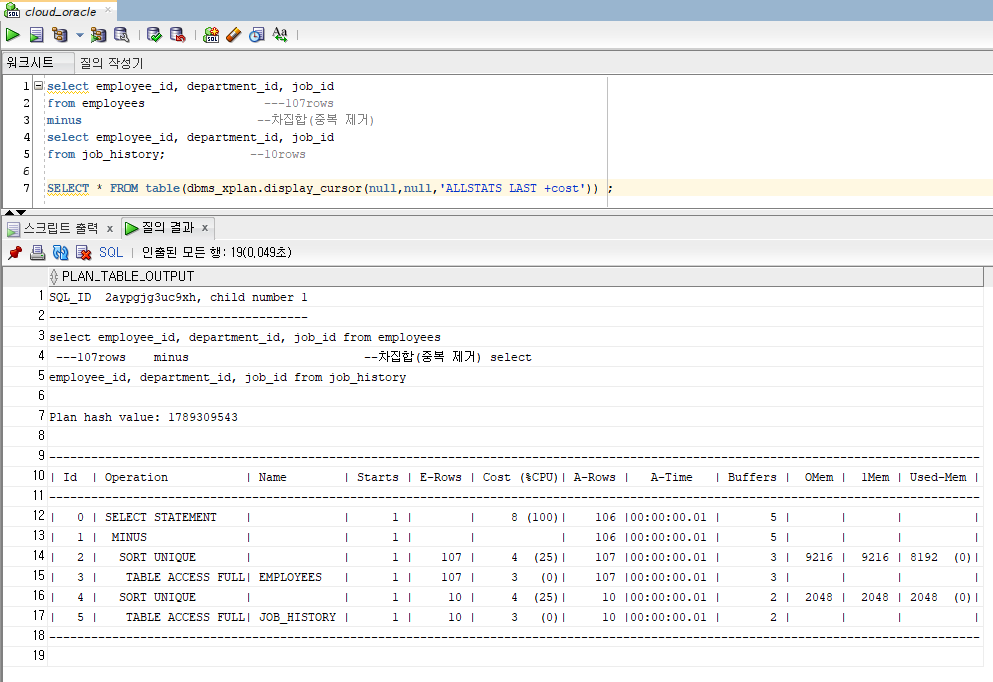 cloud_oracle
워크시트 질의 작성기
1 select employee_id, department_id, job_id
2 from employees ---107rows
3 minus --차집합(중복 제거)
4 select employee_id, department_id, job_id
5 from job_history; --10rows
6
7 SELECT * FROM table(dbms_xplan.display_cursor(null,null,'ALLSTATS LAST +cost')) ;
스크립트 출력 x 질의 결과 x
SQL | 인출된 모든 행: 19(0,049초)
PLAN_TABLE_OUTPUT
1 SQL_ID 2aypgjg3uc9xh, child number 1
2 -------------------------------------
3 select employee_id, department_id, job_id from employees
4 ---107rows minus --차집합(중복 제거) select
5 employee_id, department_id, job_id from job_history
6
7 Plan hash value: 1789309543
8
9 ------------------------------------------------------------------------------------------------------------------------------------
10 | Id | Operation | Name | Starts | E-Rows | Cost (%CPU)| A-Rows | A-Time | Buffers | OMem | 1Mem | Used-Mem |
11 ------------------------------------------------------------------------------------------------------------------------------------
12 | 0 | SELECT STATEMENT | | 1 | | 8 (100)| 106 |00:00:00.01 | 5 | | | |
13 | 1 | MINUS | | 1 | | | 106 |00:00:00.01 | 5 | | | |
14 | 2 | SORT UNIQUE | | 1 | 107 | 4 (25)| 107 |00:00:00.01 | 3 | 9216 | 9216 | 8192 (0)|
15 | 3 | TABLE ACCESS FULL| EMPLOYEES | 1 | 107 | 3 (0)| 107 |00:00:00.01 | 3 | | | |
16 | 4 | SORT UNIQUE | | 1 | 10 | 4 (25)| 10 |00:00:00.01 | 2 | 2048 | 2048 | 2048 (0)|
17 | 5 | TABLE ACCESS FULL| JOB_HISTORY | 1 | 10 | 3 (0)| 10 |00:00:00.01 | 2 | | | |
18 ------------------------------------------------------------------------------------------------------------------------------------
19